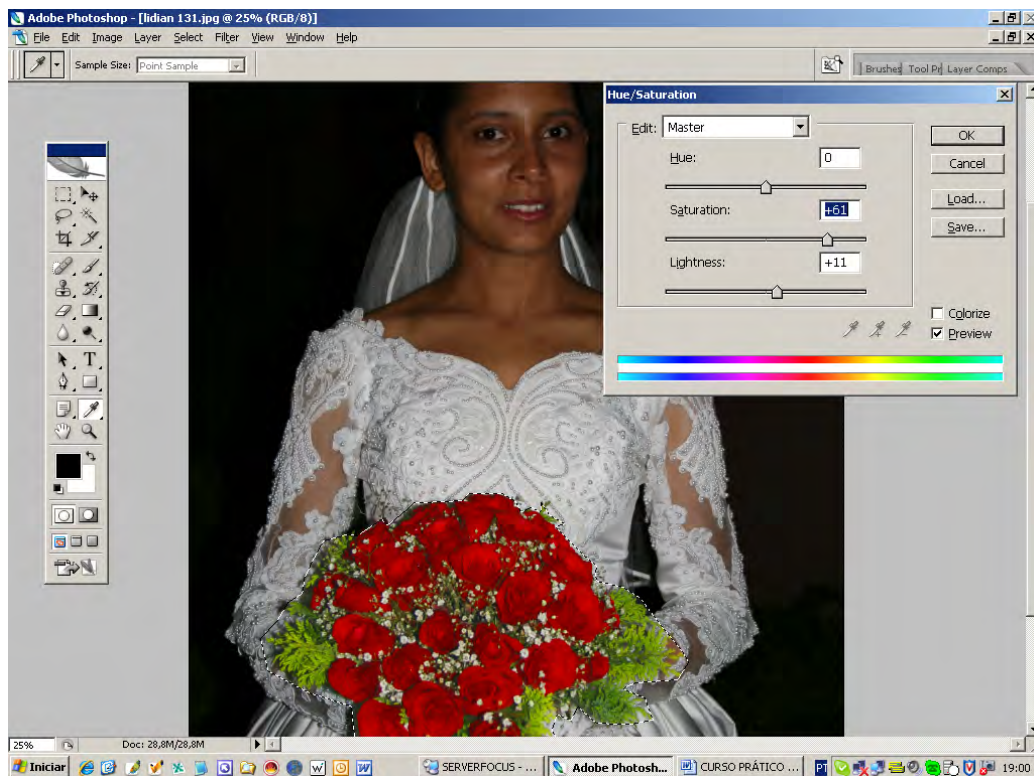 Adobe Photoshop - [lidian 131.jpg @ 25% (RGB/8)]
File Edit Image Layer Select Filter View Window Help
Sample Size: Point Sample
Brushes Tool Pr Layer Comps
Hue/Saturation
Edit: Master
OK
Hue: 0
Cancel
Load...
Saturation: +61
Save...
Lightness: +11
Colorize
Preview
T
25% Doc: 28,8M/28,8M
Iniciar W W SERVERFOCUS - ... Adobe Photosh... CURSO PRÁTICO ... PT 19:00